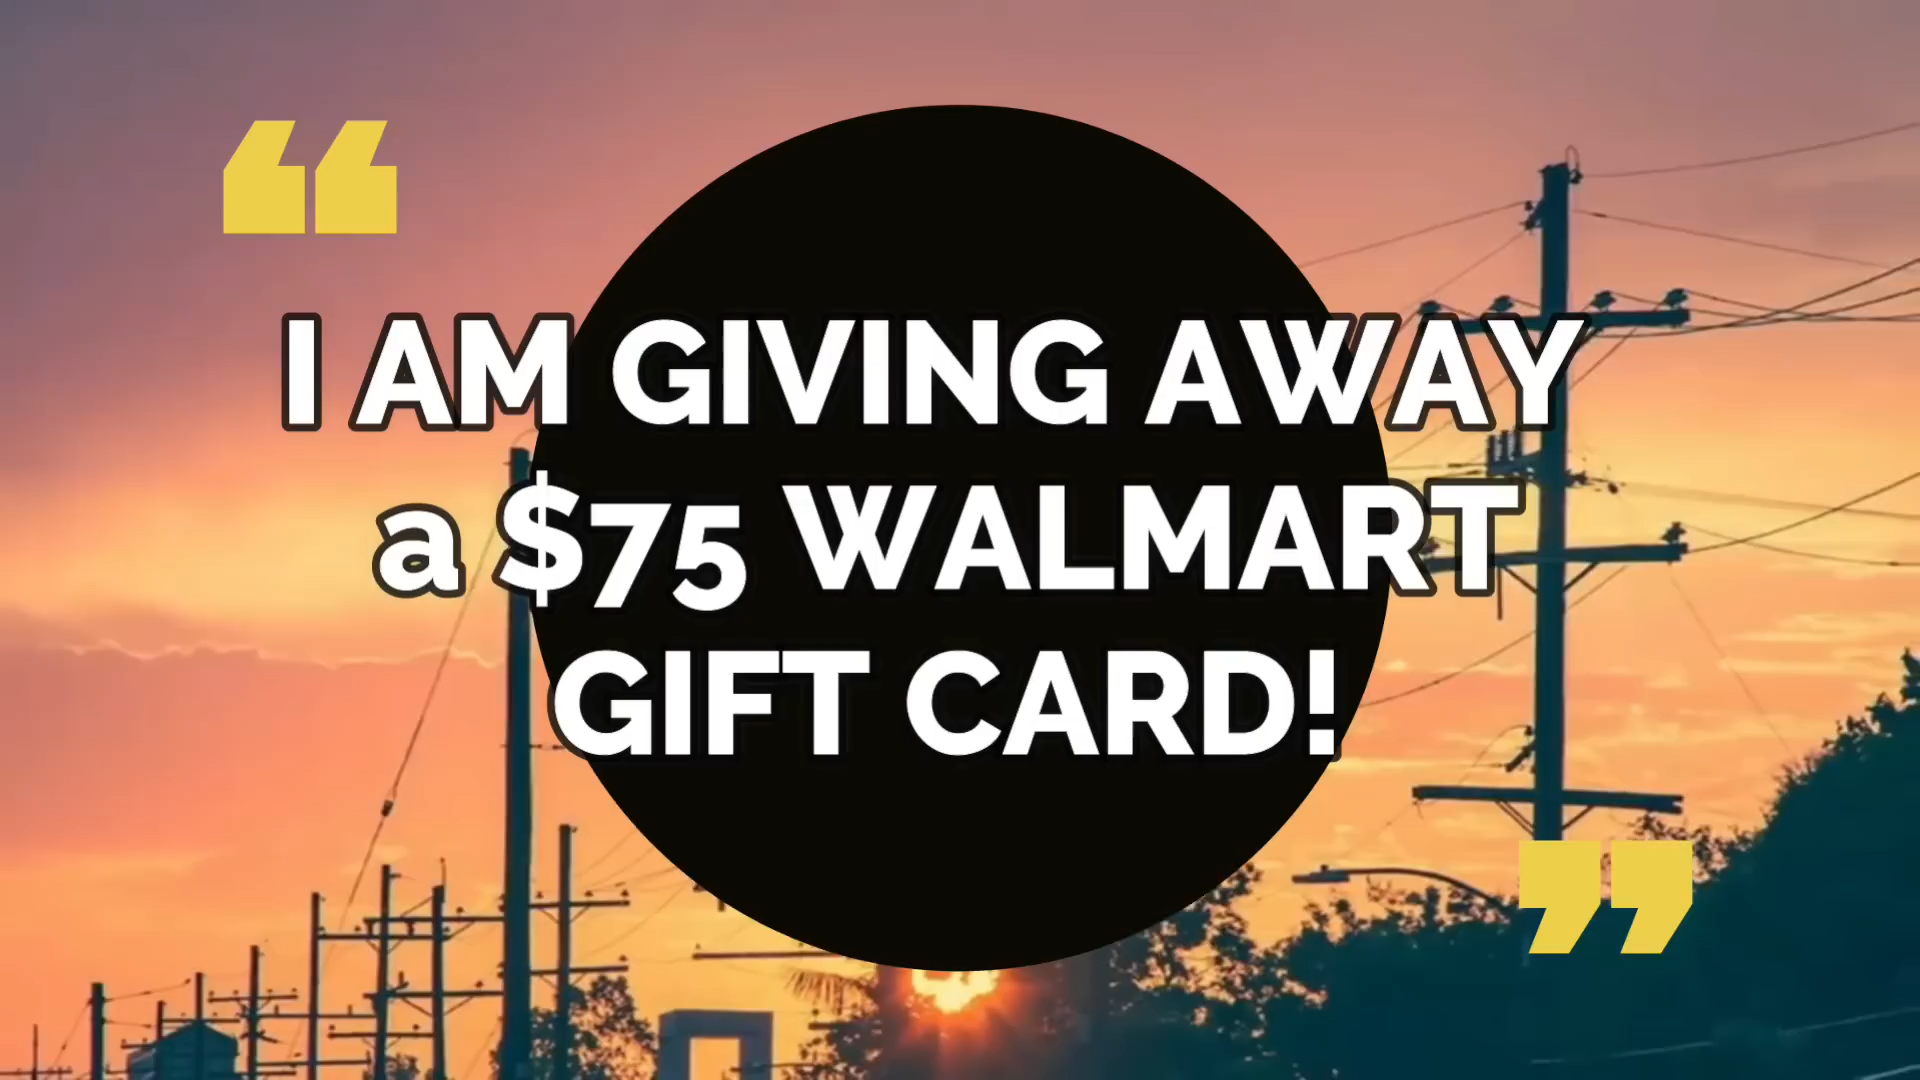 “
I AM GIVING AWAY
a $75 WALMART
GIFT CARD!
”